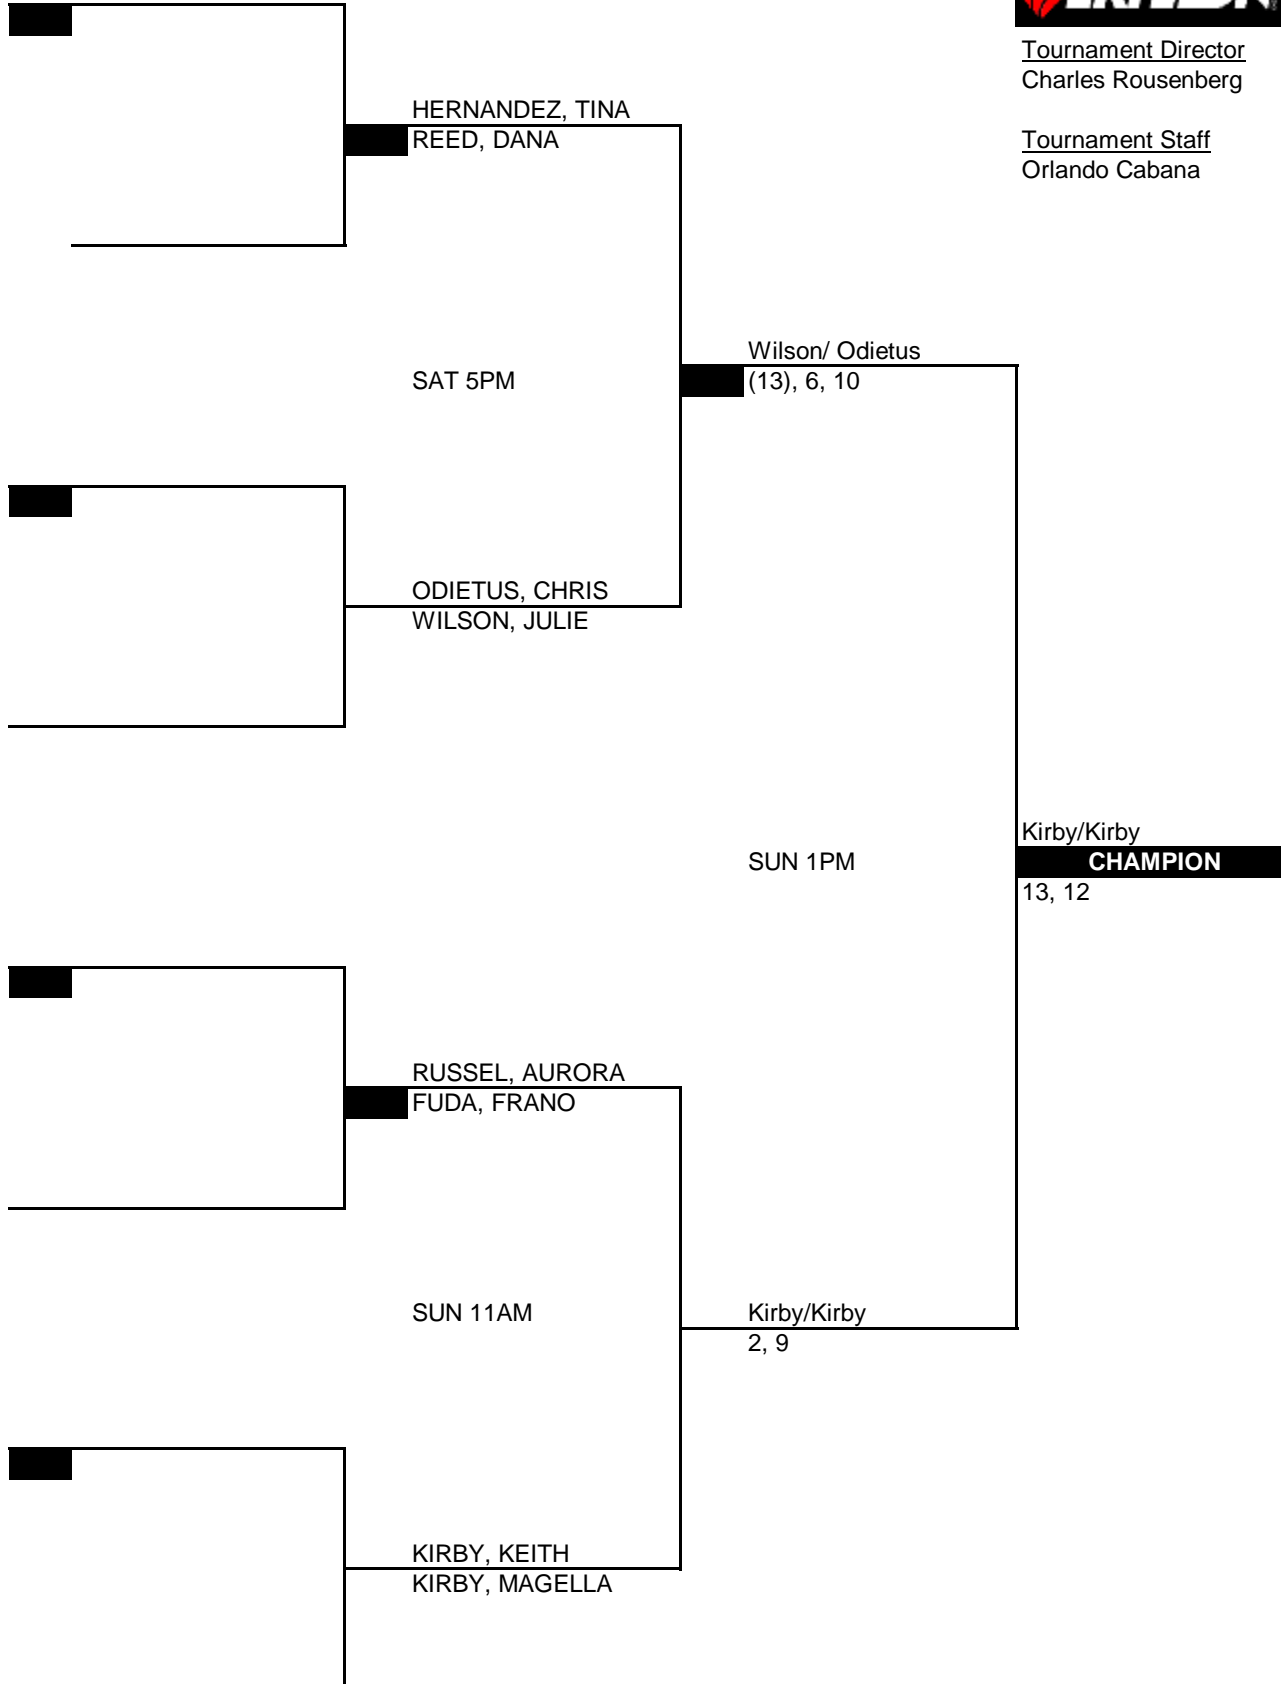 Tournament Director
Charles Rousenberg
HERNANDEZ, TINA
REED, DANA
Tournament Staff
Orlando Cabana
Wilson/ Odietus
SAT 5PM
(13), 6, 10
ODIETUS, CHRIS
WILSON, JULIE
Kirby/Kirby
SUN 1PM
CHAMPION
13, 12
RUSSEL, AURORA
FUDA, FRANO
SUN 11AM
Kirby/Kirby
2, 9
KIRBY, KEITH
KIRBY, MAGELLA